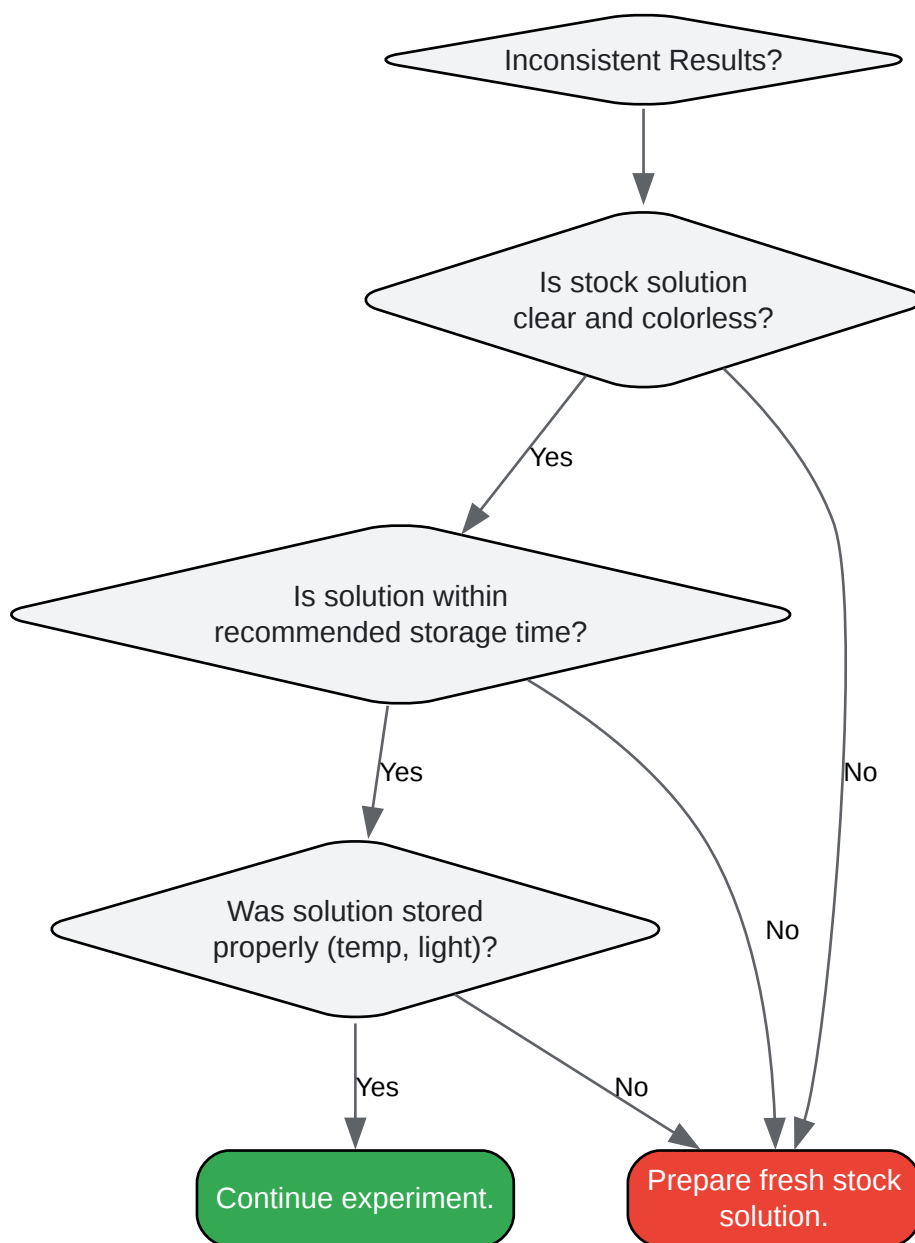 Inconsistent Results?
Is stock solution
clear and colorless?
Yes
Is solution within
recommended storage time?
Yes
No
Was solution stored
properly (temp, light)?
No
Yes
No
Continue experiment.
Prepare fresh stock
solution.